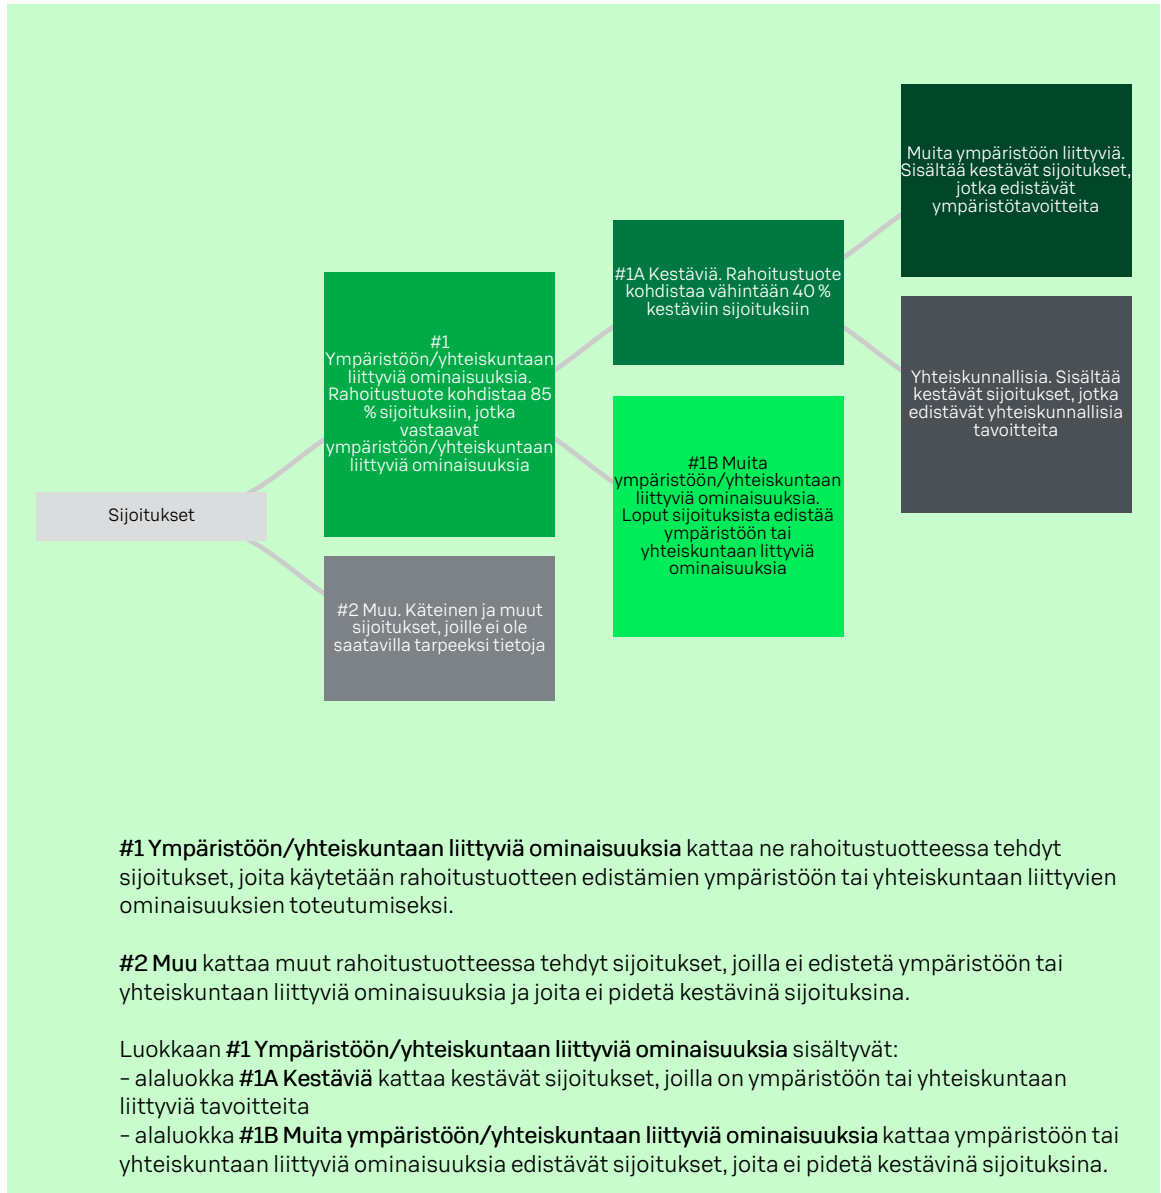 Muita ympäristöön liittyviä.
Sisältää kestävät sijoitukset,
jotka edistävät
ympäristötavoitteita
#1A Kestäviä. Rahoitustuote
kohdistaa vähintään 40 %
kestäviin sijoituksiin
#1
Ympäristöön/yhteiskuntaan
liittyviä ominaisuuksia.
Rahoitustuote kohdistaa 85
% sijoituksiin, jotka
vastaavat
ympäristöön/yhteiskuntaan
liittyviä ominaisuuksia
Yhteiskunnallisia. Sisältää
kestävät sijoitukset, jotka
edistävät yhteiskunnallisia
tavoitteita
#1B Muita
ympäristöön/yhteiskuntaan
liittyviä ominaisuuksia.
Loput sijoituksista edistää
ympäristöön tai
yhteiskuntaan littyviä
ominaisuuksia
Sijoitukset
#2 Muu. Käteinen ja muut
sijoitukset, joille ei ole
saatavilla tarpeeksi tietoja
#1 Ympäristöön/yhteiskuntaan liittyviä ominaisuuksia kattaa ne rahoitustuotteessa tehdyt
sijoitukset, joita käytetään rahoitustuotteen edistämien ympäristöön tai yhteiskuntaan liittyvien
ominaisuuksien toteutumiseksi.
#2 Muu kattaa muut rahoitustuotteessa tehdyt sijoitukset, joilla ei edistetä ympäristöön tai
yhteiskuntaan liittyviä ominaisuuksia ja joita ei pidetä kestävinä sijoituksina.
Luokkaan #1 Ympäristöön/yhteiskuntaan liittyviä ominaisuuksia sisältyvät:
- alaluokka #1A Kestäviä kattaa kestävät sijoitukset, joilla on ympäristöön tai yhteiskuntaan
liittyviä tavoitteita
- alaluokka #1B Muita ympäristöön/yhteiskuntaan liittyviä ominaisuuksia kattaa ympäristöön tai
yhteiskuntaan liittyviä ominaisuuksia edistävät sijoitukset, joita ei pidetä kestävinä sijoituksina.